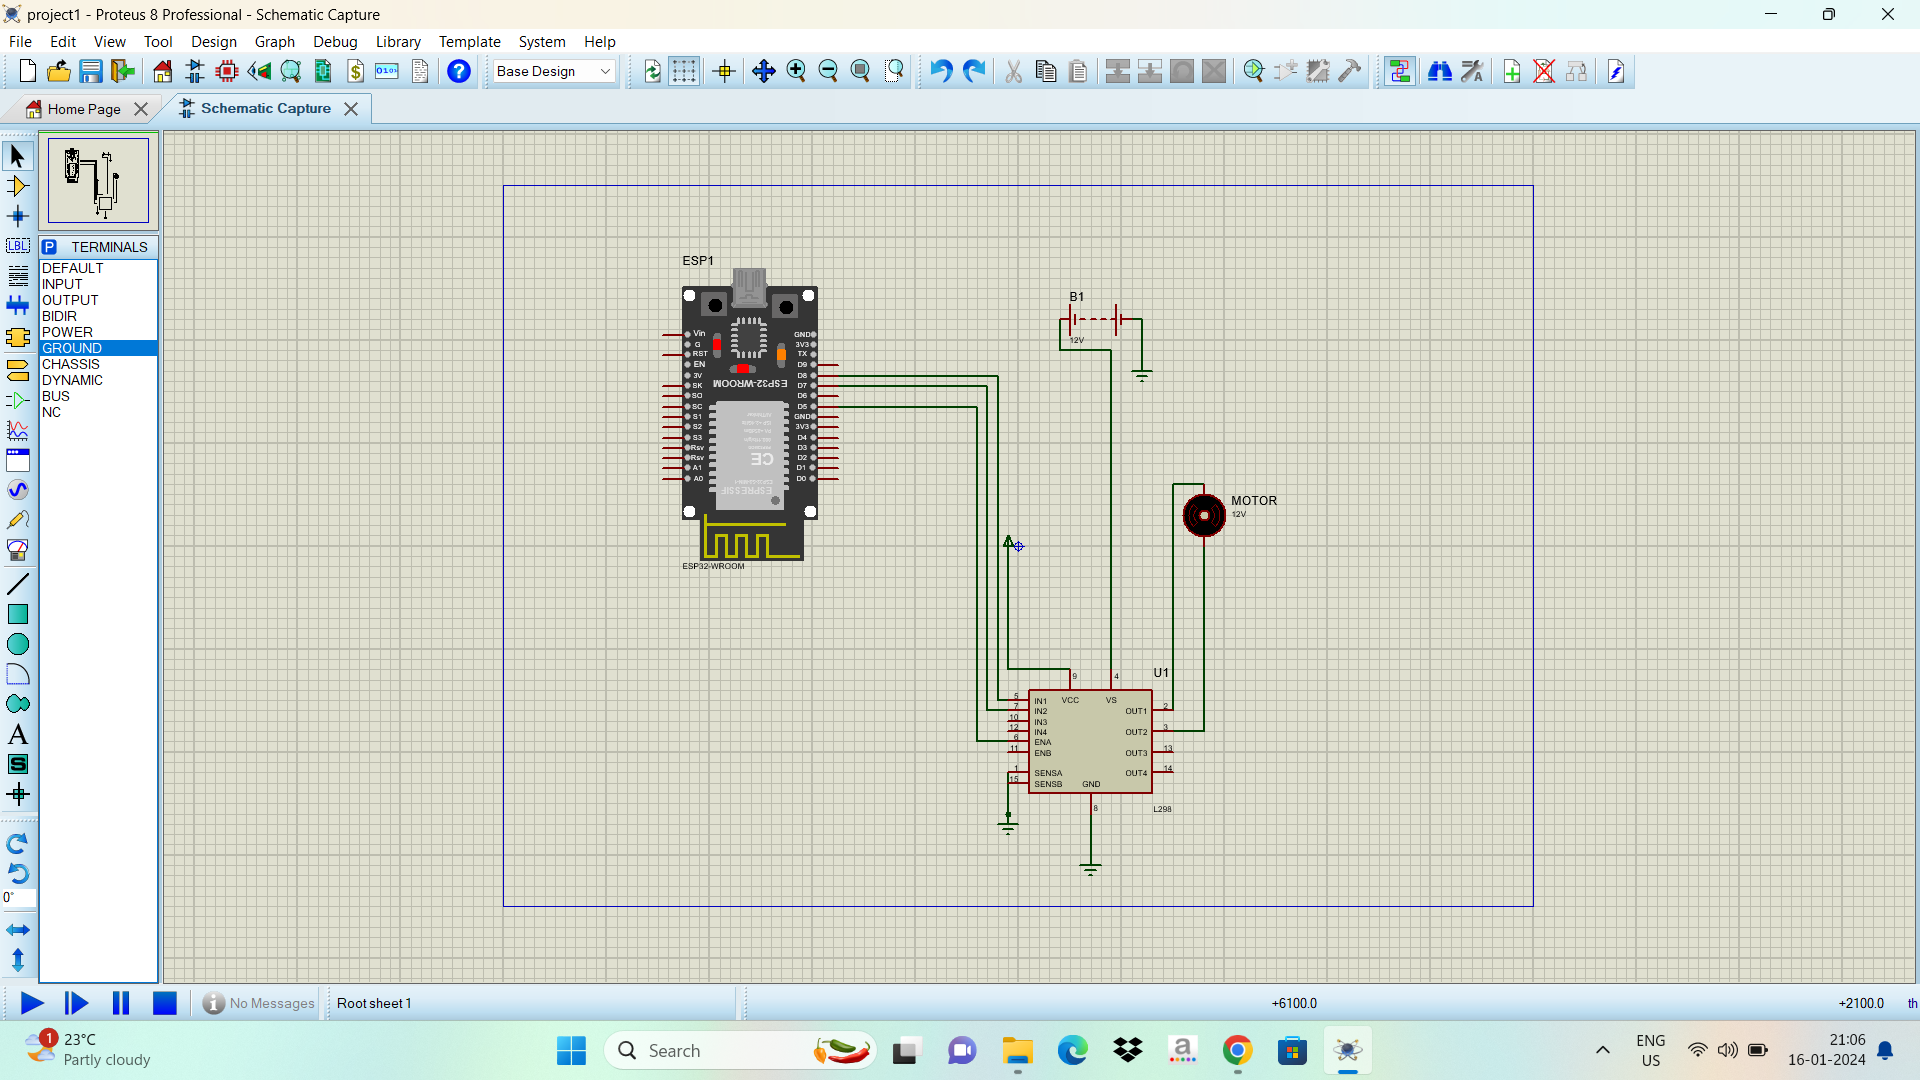 project1 - Proteus 8 Professional - Schematic Capture
File Edit View Tool Design Graph Debug Library Template System Help
Base Design
Home Page
Schematic Capture
LBL
P TERMINALS
DEFAULT
INPUT
OUTPUT
BIDIR
POWER
GROUND
CHASSIS
DYNAMIC
BUS
NC
A
S
0°
ESP1
Vin
G
RST
EN
3V
SK
SO
SC
S1
S2
S3
Rsv
Rsv
A1
A0
GND
3V3
TX
D9
D8
D7
D6
D5
GND
3V3
D4
D3
D2
D1
D0
ESP32-WROOM
CE
ESPRESSIF
ESP32-WROOM
B1
12V
MOTOR
12V
U1
9
4
VCC
VS
5 IN1
7 IN2
10 IN3
12 IN4
6 ENA
11 ENB
1 SENSA
15 SENSB
GND
8
OUT1 2
OUT2 3
OUT3 13
OUT4 14
L298
No Messages
Root sheet 1
+6100.0
+2100.0
th
1
23°C
Partly cloudy
Search
a
ENG
US
21:06
16-01-2024